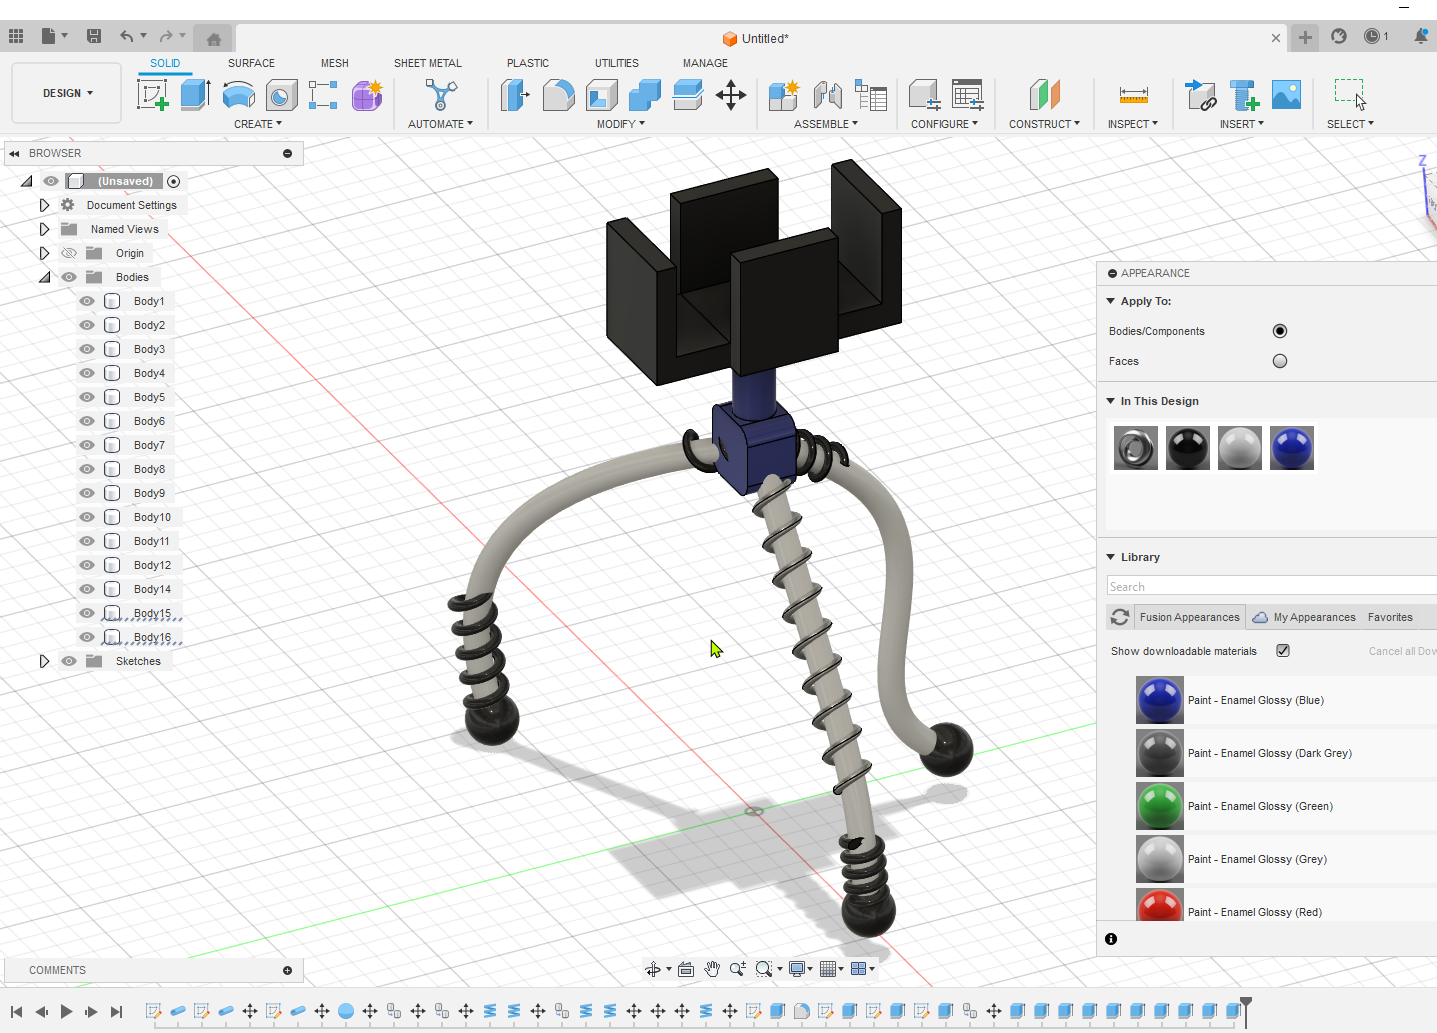 Untitled*
1
DESIGN
SOLID SURFACE MESH SHEET METAL PLASTIC UTILITIES MANAGE
CREATE AUTOMATE MODIFY ASSEMBLE CONFIGURE CONSTRUCT INSPECT INSERT SELECT
BROWSER
(Unsaved)
Document Settings
Named Views
Origin
Bodies
Body1
Body2
Body3
Body4
Body5
Body6
Body7
Body8
Body9
Body10
Body11
Body12
Body14
Body15
Body16
Sketches
Z
APPEARANCE
Apply To:
Bodies/Components
Faces
In This Design
Library
Search
Fusion Appearances My Appearances Favorites
Show downloadable materials Cancel all Dow
Paint - Enamel Glossy (Blue)
Paint - Enamel Glossy (Dark Grey)
Paint - Enamel Glossy (Green)
Paint - Enamel Glossy (Grey)
Paint - Enamel Glossy (Red)
COMMENTS